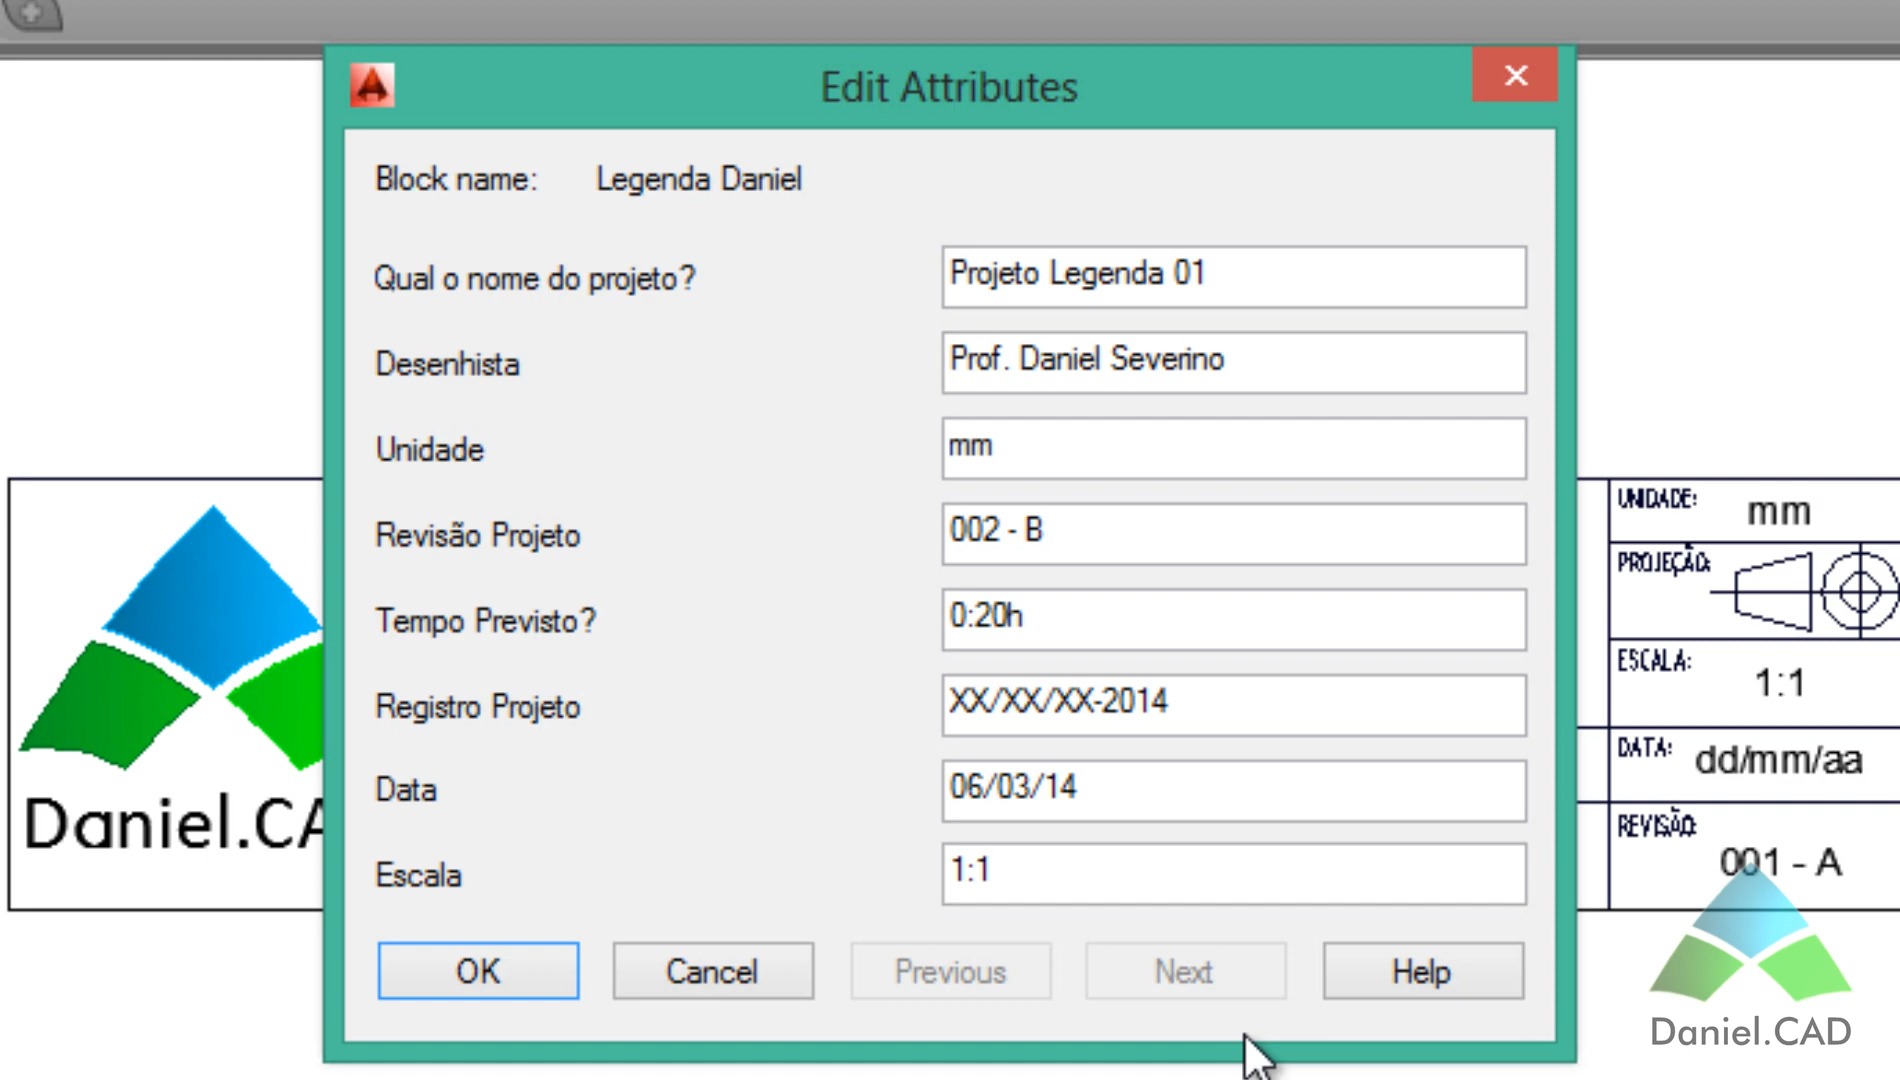 Edit Attributes
Block name: Legenda Daniel
Qual o nome do projeto? Projeto Legenda 01
Desenhista Prof. Daniel Severino
Unidade mm
Revisão Projeto 002 - B
Tempo Previsto? 0:20h
Registro Projeto XX/XX/XX-2014
Data 06/03/14
Escala 1:1
OK Cancel Previous Next Help
Daniel.CA
UNIDADE: mm
PROJEÇÃO:
ESCALA: 1:1
DATA: dd/mm/aa
REVISÃO: 001 - A
Daniel.CAD